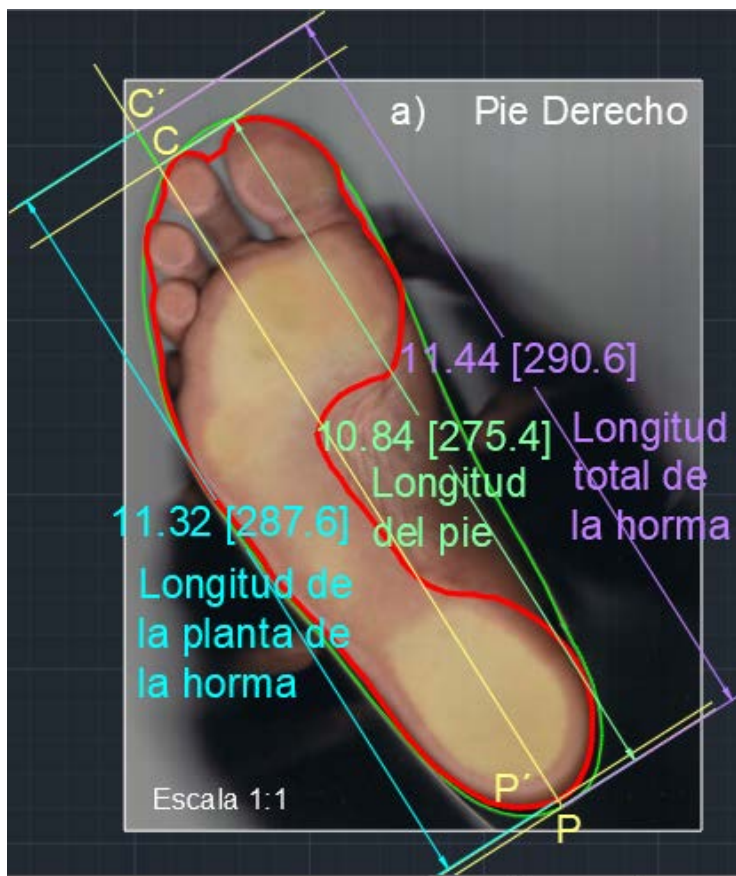 C´
C
a) Pie Derecho
11.44 [290.6]
Longitud
total de
la horma
10.84 [275.4]
Longitud
del pie
11.32 [287.6]
Longitud de
la planta de
la horma
P´
P
Escala 1:1